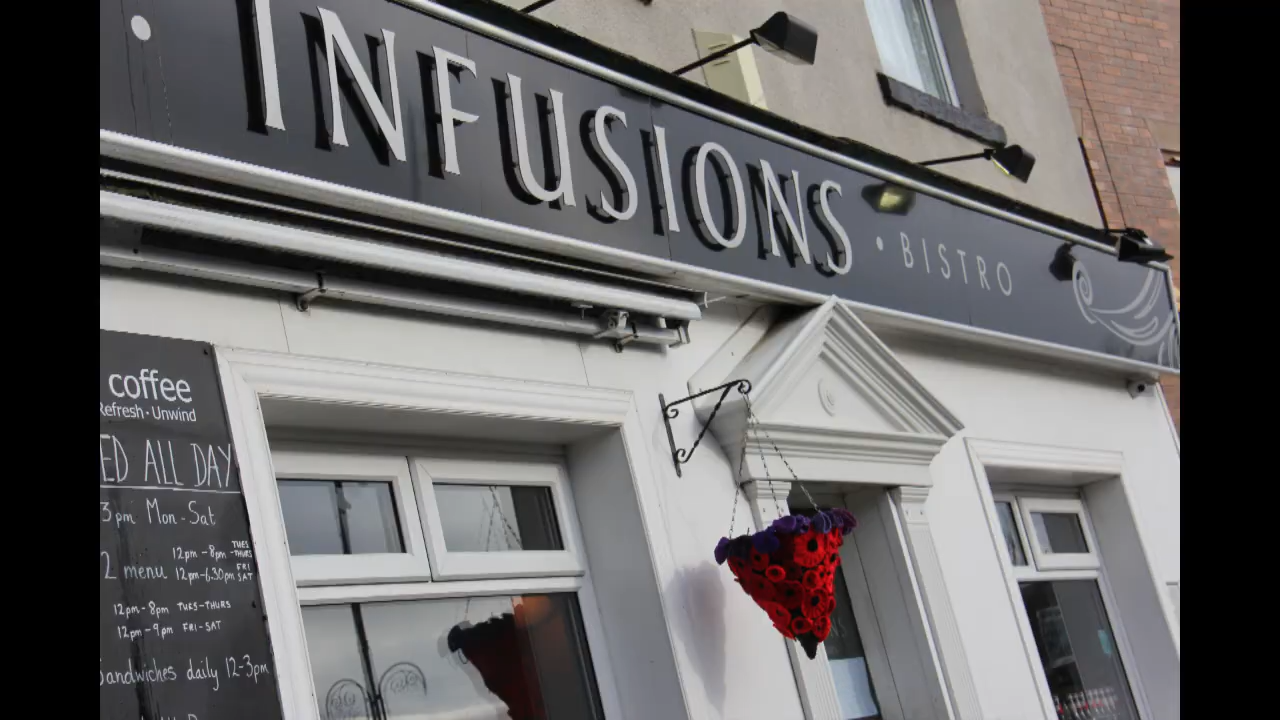 • INFUSIONS • BISTRO
coffee
Refresh • Unwind
ED ALL DAY
3pm Mon-Sat
2 menu 12pm-8pm TUES-THURS
12pm-6.30pm FRI SAT
12pm-8pm TUES-THURS
12pm-9pm FRI-SAT
Sandwiches daily 12-3pm